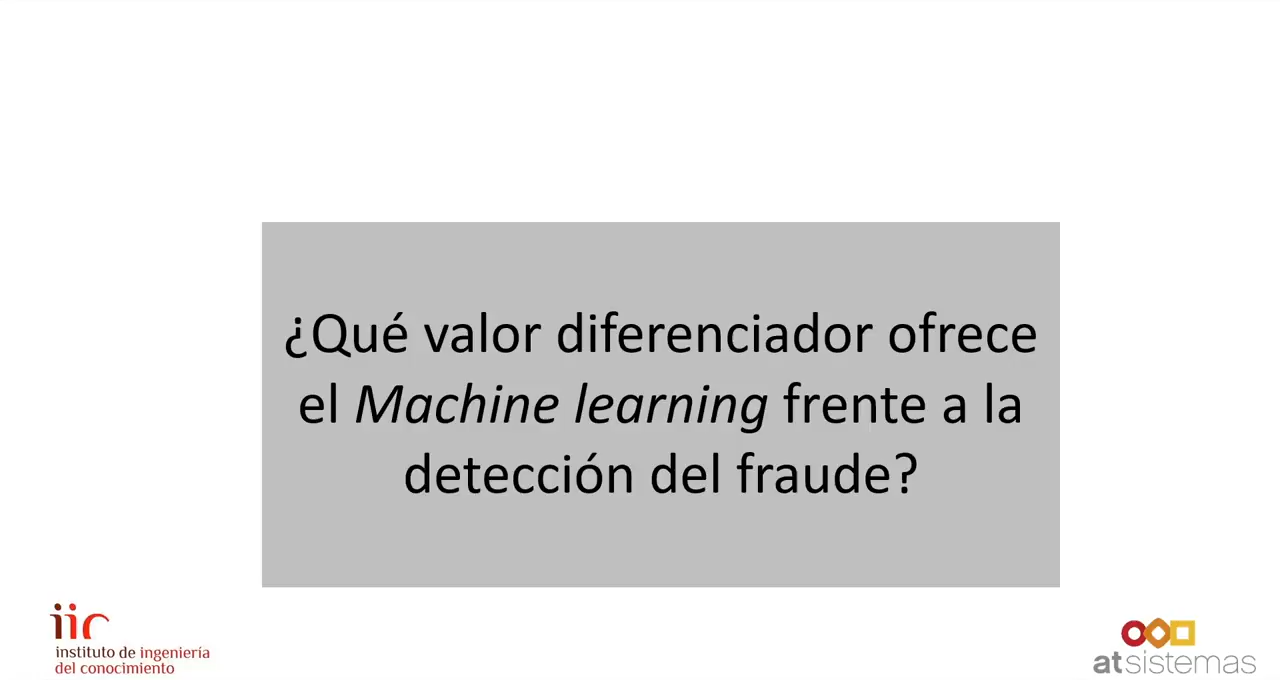 ¿Qué valor diferenciador ofrece
el Machine learning frente a la
detección del fraude?
iic
instituto de ingeniería
del conocimiento
atsistemas